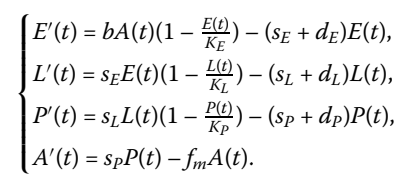 E′(t) = bA(t)(1 − E(t)/K_E) − (s_E + d_E)E(t),
L′(t) = s_E E(t)(1 − L(t)/K_L) − (s_L + d_L)L(t),
P′(t) = s_L L(t)(1 − P(t)/K_P) − (s_P + d_P)P(t),
A′(t) = s_P P(t) − f_m A(t).